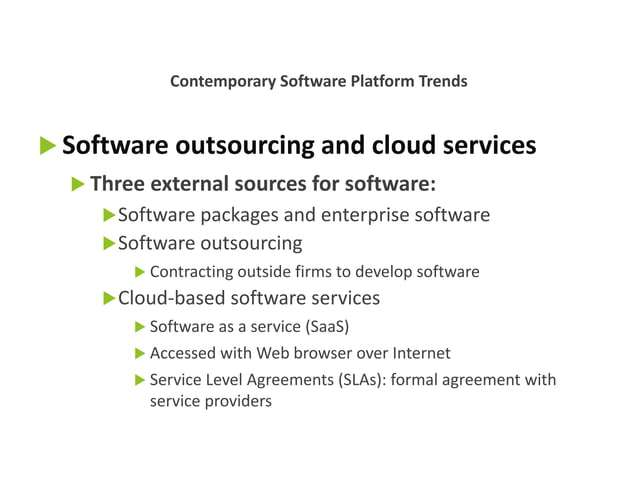 Contemporary Software Platform Trends
Software outsourcing and cloud services
Three external sources for software:
Software packages and enterprise software
Software outsourcing
Contracting outside firms to develop software
Cloud-based software services
Software as a service (SaaS)
Accessed with Web browser over Internet
Service Level Agreements (SLAs): formal agreement with
service providers